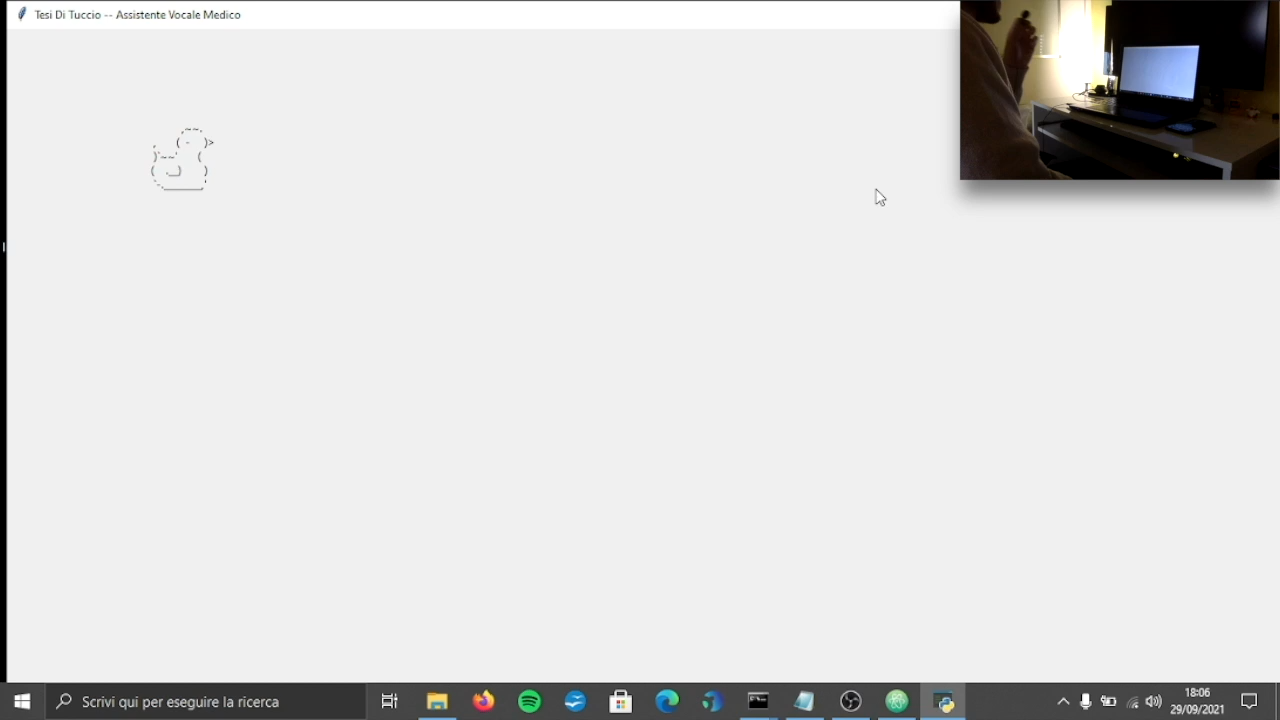 Tesi Di Tuccio -- Assistente Vocale Medico
Scrivi qui per eseguire la ricerca
18:06
29/09/2021